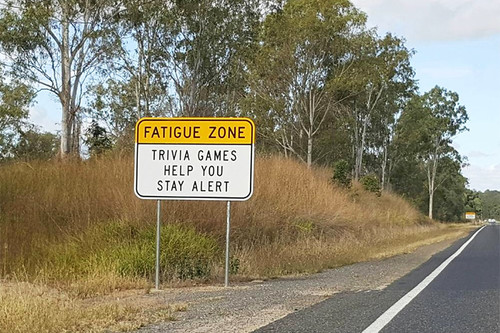 FATIGUE ZONE
TRIVIA GAMES
HELP YOU
STAY ALERT